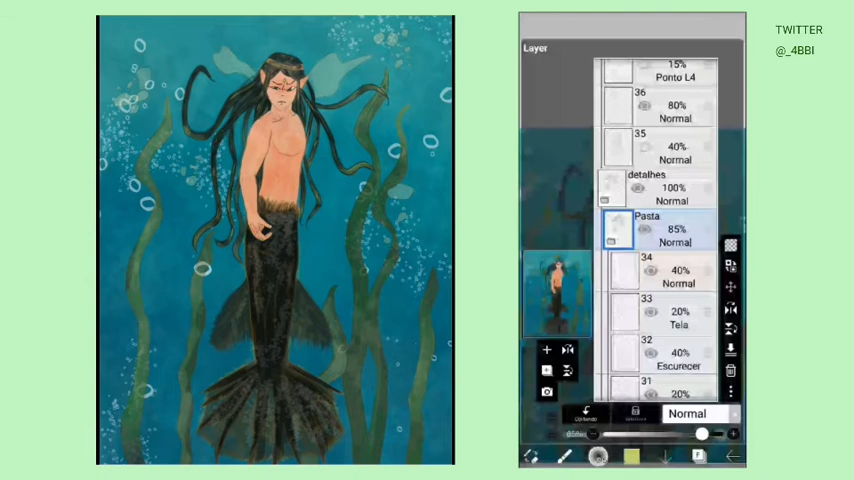 TWITTER
@_4BBI
Layer
15%
Ponto L4
36
80%
Normal
35
40%
Normal
detalhes
100%
Normal
Pasta
85%
Normal
34
40%
Normal
33
20%
Tela
32
40%
Escurecer
31
20%
Normal
F